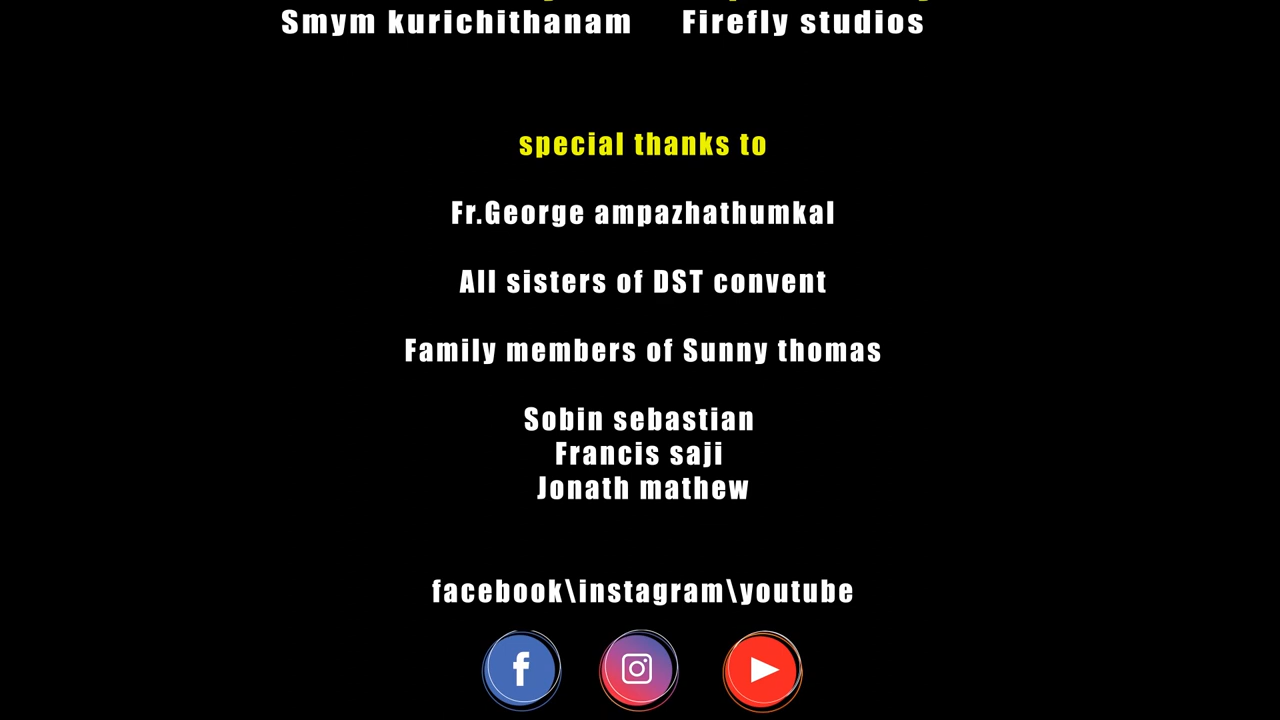 Smym kurichithanam Firefly studios
special thanks to
Fr.George ampazhathumkal
All sisters of DST convent
Family members of Sunny thomas
Sobin sebastian
Francis saji
Jonath mathew
facebook\instagram\youtube